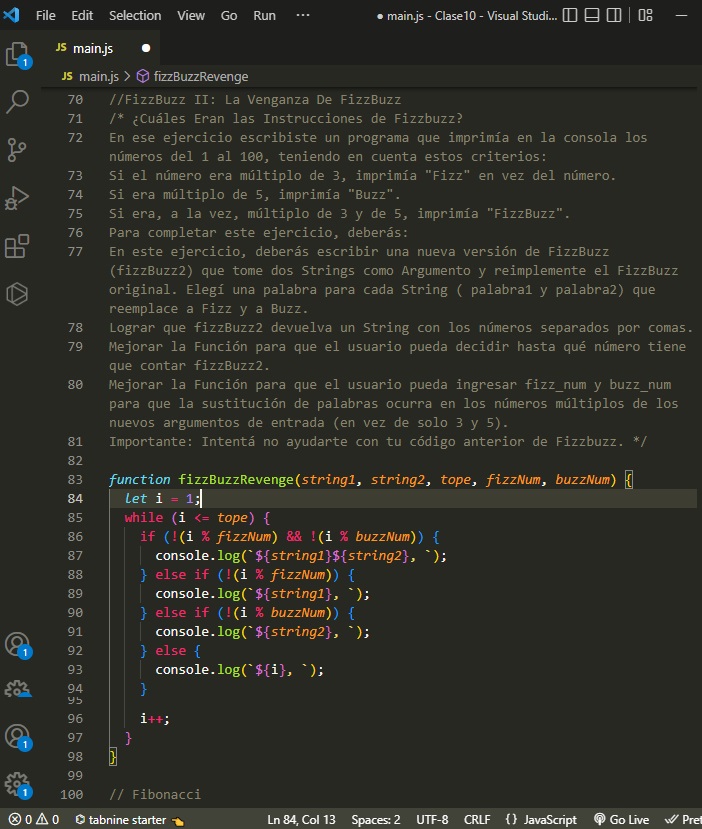 File Edit Selection View Go Run ··· ● main.js - Clase10 - Visual Studi...
JS main.js ●
JS main.js > fizzBuzzRevenge
70 //FizzBuzz II: La Venganza De FizzBuzz
71 /* ¿Cuáles Eran las Instrucciones de Fizzbuzz?
72 En ese ejercicio escribiste un programa que imprimía en la consola los
números del 1 al 100, teniendo en cuenta estos criterios:
73 Si el número era múltiplo de 3, imprimía "Fizz" en vez del número.
74 Si era múltiplo de 5, imprimía "Buzz".
75 Si era, a la vez, múltiplo de 3 y de 5, imprimía "FizzBuzz".
76 Para completar este ejercicio, deberás:
77 En este ejercicio, deberás escribir una nueva versión de FizzBuzz
(fizzBuzz2) que tome dos Strings como Argumento y reimplemente el FizzBuzz
original. Elegí una palabra para cada String ( palabra1 y palabra2) que
reemplace a Fizz y a Buzz.
78 Lograr que fizzBuzz2 devuelva un String con los números separados por comas.
79 Mejorar la Función para que el usuario pueda decidir hasta qué número tiene
que contar fizzBuzz2.
80 Mejorar la Función para que el usuario pueda ingresar fizz_num y buzz_num
para que la sustitución de palabras ocurra en los números múltiplos de los
nuevos argumentos de entrada (en vez de solo 3 y 5).
81 Importante: Intentá no ayudarte con tu código anterior de Fizzbuzz. */
82
83 function fizzBuzzRevenge(string1, string2, tope, fizzNum, buzzNum) {
84 let i = 1;
85 while (i <= tope) {
86 if (!(i % fizzNum) && !(i % buzzNum)) {
87 console.log(`${string1}${string2}, `);
88 } else if (!(i % fizzNum)) {
89 console.log(`${string1}, `);
90 } else if (!(i % buzzNum)) {
91 console.log(`${string2}, `);
92 } else {
93 console.log(`${i}, `);
94 }
95
96 i++;
97 }
98 }
99
100 // Fibonacci
1
1
1
1
0 0 tabnine starter 👈 Ln 84, Col 13 Spaces: 2 UTF-8 CRLF {} JavaScript Go Live Pret